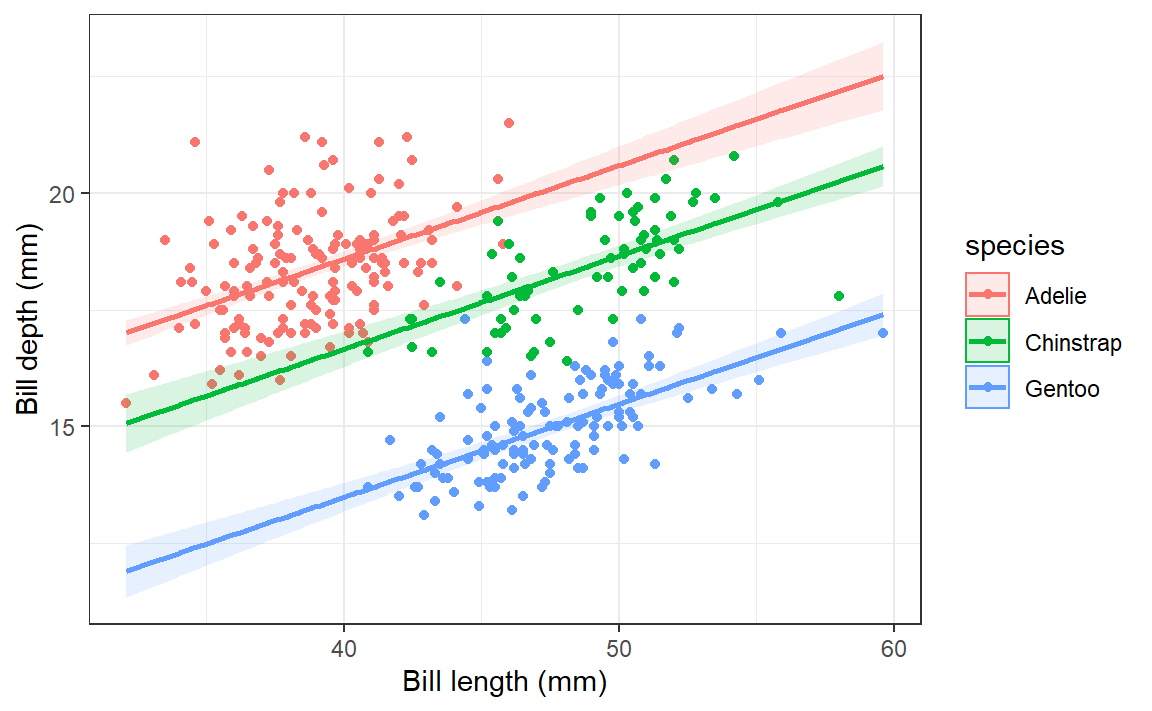 20
15
Bill depth (mm)
40
50
60
Bill length (mm)
species
Adelie
Chinstrap
Gentoo